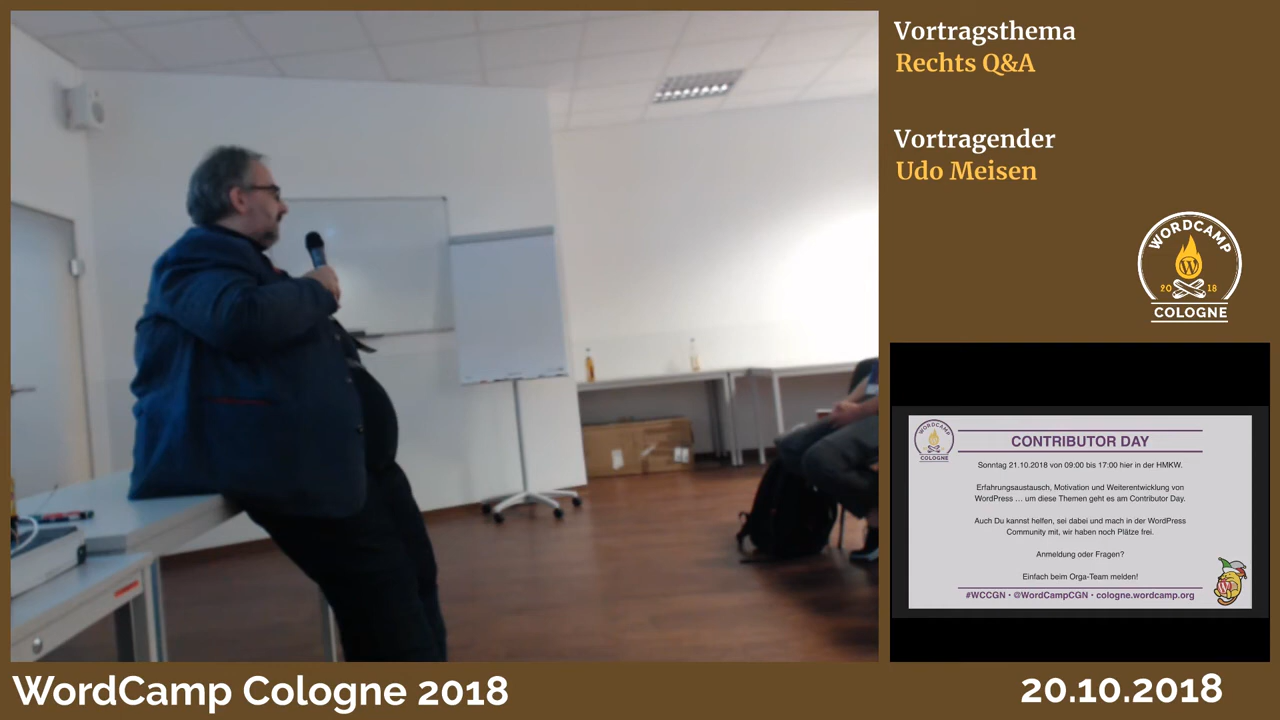 Vortragsthema
Rechts Q&A
Vortragender
Udo Meisen
WORDCAMP
2018
COLOGNE
WORDCAMP
COLOGNE
CONTRIBUTOR DAY
Sonntag 21.10.2018 von 09:00 bis 17:00 hier in der HMKW.
Erfahrungsaustausch, Motivation und Weiterentwicklung von
WordPress ... um diese Themen geht es am Contributor Day.
Auch Du kannst helfen, sei dabei und mach in der WordPress
Community mit, wir haben noch Plätze frei.
Anmeldung oder Fragen?
Einfach beim Orga-Team melden!
#WCCGN • @WordCampCGN • cologne.wordcamp.org
WordCamp Cologne 2018
20.10.2018